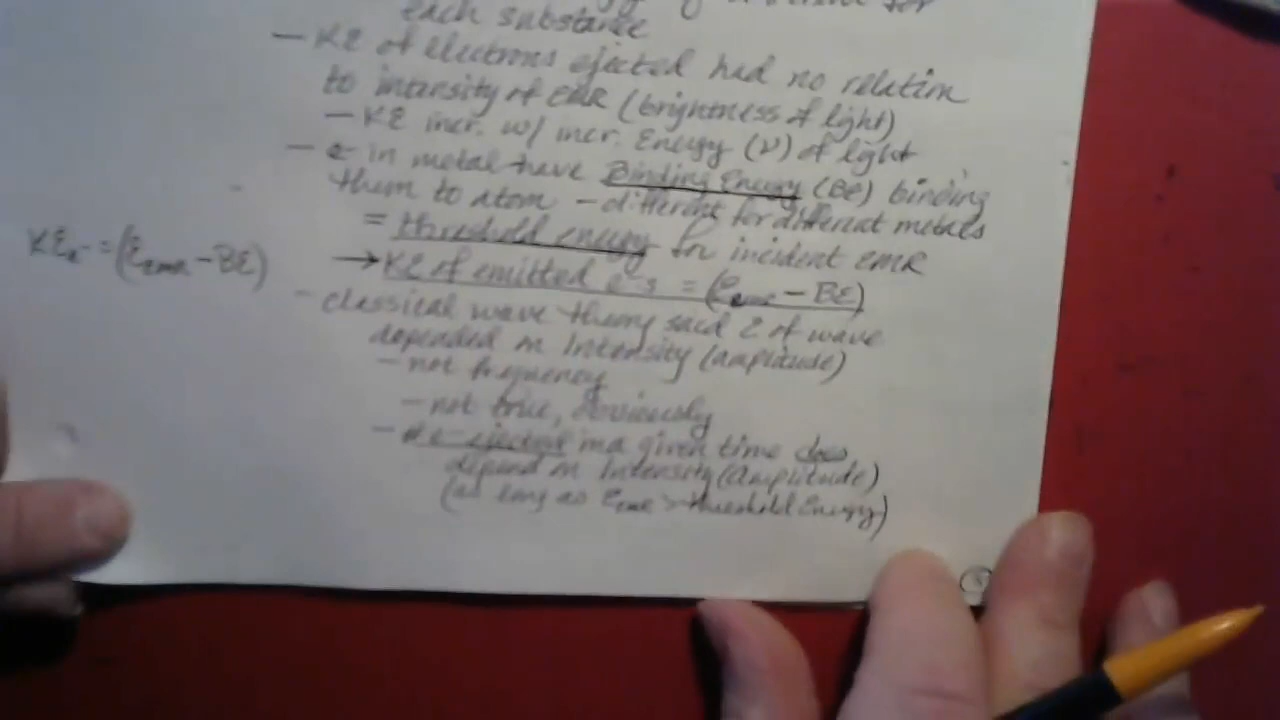 each substance
— KE of electrons ejected had no relation
to intensity of EMR (brightness of light)
— KE incr. w/ incr. Energy (ν) of light
— e⁻ in metal have Binding Energy (BE) binding
them to atom – different for different metals
= threshold energy for incident EMR
KEe⁻ = (Eemr – BE)
→ KE of emitted e⁻s = (Eemr – BE)
– classical wave theory said E of wave
depended on Intensity (amplitude)
– not frequency
– not true, obviously
– # e⁻ ejected in a given time does
depend on Intensity (Amplitude)
(as long as Eemr > threshold Energy)